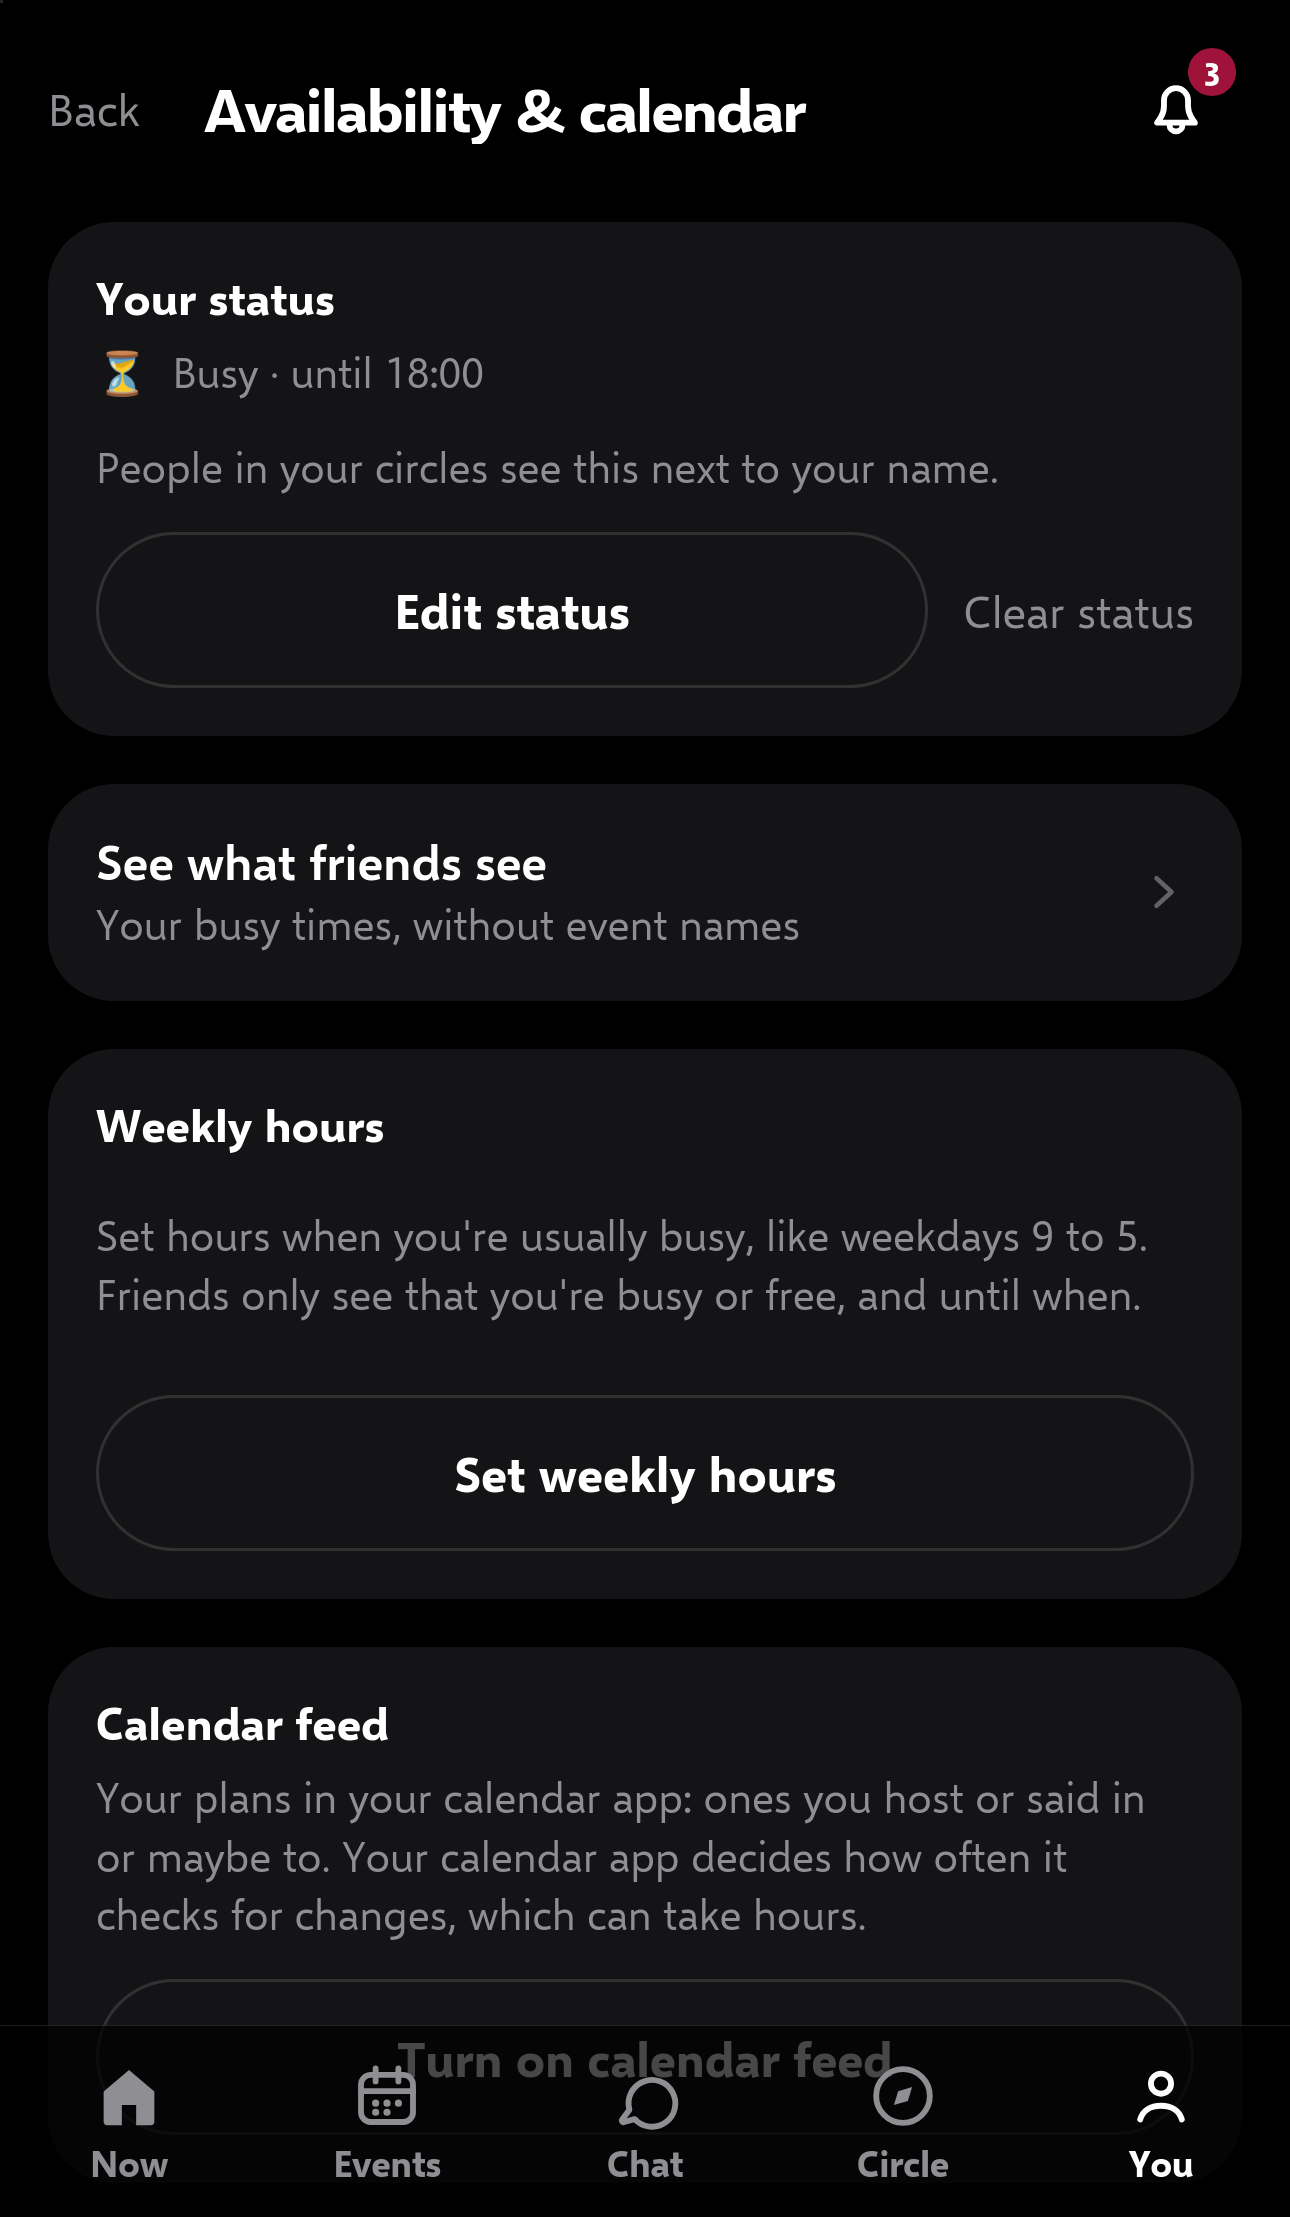 Back
Availability & calendar
3
Your status
⏳ Busy · until 18:00
People in your circles see this next to your name.
Edit status
Clear status
See what friends see
Your busy times, without event names
Weekly hours
Set hours when you're usually busy, like weekdays 9 to 5.
Friends only see that you're busy or free, and until when.
Set weekly hours
Calendar feed
Your plans in your calendar app: ones you host or said in
or maybe to. Your calendar app decides how often it
checks for changes, which can take hours.
Turn on calendar feed
Now
Events
Chat
Circle
You